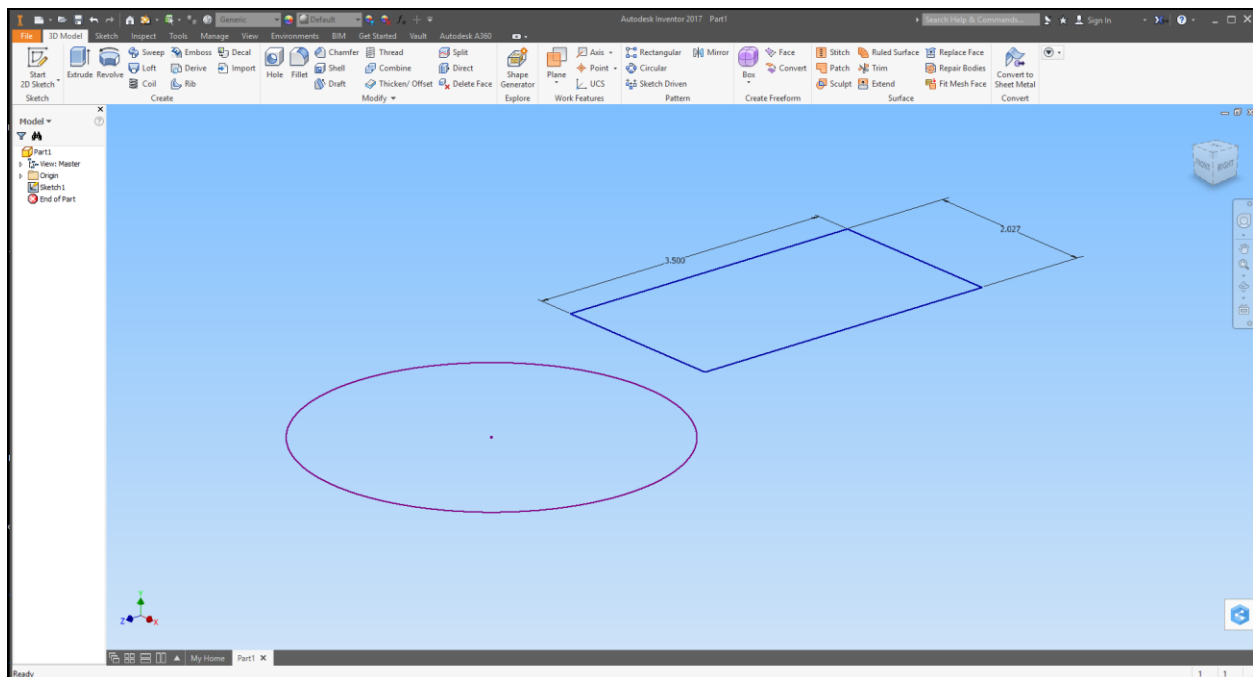 Generic Default Autodesk Inventor 2017 Part1 Search Help & Commands... Sign In
File 3D Model Sketch Inspect Tools Manage View Environments BIM Get Started Vault Autodesk A360
Sweep Emboss Decal Chamfer Thread Split Axis Rectangular Mirror Face Stitch Ruled Surface Replace Face
Start 2D Sketch Extrude Revolve Loft Derive Import Hole Fillet Shell Combine Direct Shape Generator Plane Point Circular Box Convert Patch Trim Repair Bodies Convert to Sheet Metal
Coil Rib Draft Thicken/ Offset Delete Face UCS Sketch Driven Sculpt Extend Fit Mesh Face
Sketch Create Modify Explore Work Features Pattern Create Freeform Surface Convert
Model
Part1
View: Master
Origin
Sketch1
End of Part
FRONT RIGHT
2.027
3.500
Y
Z X
My Home Part1
Ready 1 1